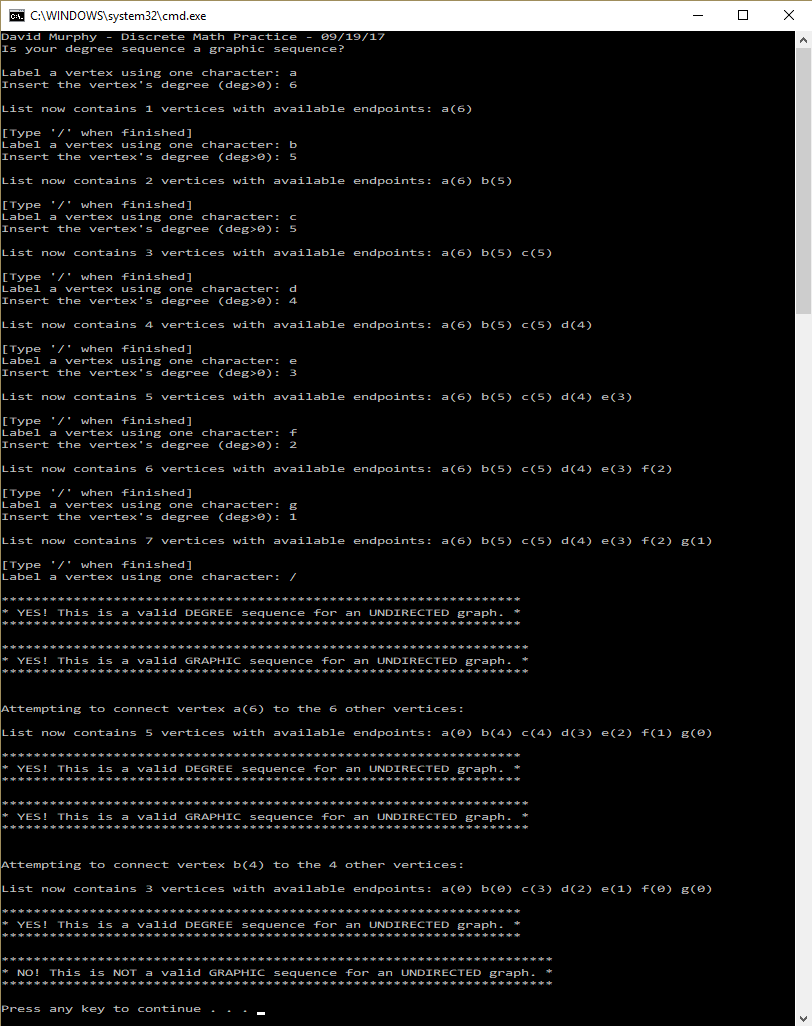 C:\WINDOWS\system32\cmd.exe
David Murphy - Discrete Math Practice - 09/19/17
Is your degree sequence a graphic sequence?
Label a vertex using one character: a
Insert the vertex's degree (deg>0): 6
List now contains 1 vertices with available endpoints: a(6)
[Type '/' when finished]
Label a vertex using one character: b
Insert the vertex's degree (deg>0): 5
List now contains 2 vertices with available endpoints: a(6) b(5)
[Type '/' when finished]
Label a vertex using one character: c
Insert the vertex's degree (deg>0): 5
List now contains 3 vertices with available endpoints: a(6) b(5) c(5)
[Type '/' when finished]
Label a vertex using one character: d
Insert the vertex's degree (deg>0): 4
List now contains 4 vertices with available endpoints: a(6) b(5) c(5) d(4)
[Type '/' when finished]
Label a vertex using one character: e
Insert the vertex's degree (deg>0): 3
List now contains 5 vertices with available endpoints: a(6) b(5) c(5) d(4) e(3)
[Type '/' when finished]
Label a vertex using one character: f
Insert the vertex's degree (deg>0): 2
List now contains 6 vertices with available endpoints: a(6) b(5) c(5) d(4) e(3) f(2)
[Type '/' when finished]
Label a vertex using one character: g
Insert the vertex's degree (deg>0): 1
List now contains 7 vertices with available endpoints: a(6) b(5) c(5) d(4) e(3) f(2) g(1)
[Type '/' when finished]
Label a vertex using one character: /
*****************************************************************
* YES! This is a valid DEGREE sequence for an UNDIRECTED graph. *
*****************************************************************
******************************************************************
* YES! This is a valid GRAPHIC sequence for an UNDIRECTED graph. *
******************************************************************
Attempting to connect vertex a(6) to the 6 other vertices:
List now contains 5 vertices with available endpoints: a(0) b(4) c(4) d(3) e(2) f(1) g(0)
*****************************************************************
* YES! This is a valid DEGREE sequence for an UNDIRECTED graph. *
*****************************************************************
******************************************************************
* YES! This is a valid GRAPHIC sequence for an UNDIRECTED graph. *
******************************************************************
Attempting to connect vertex b(4) to the 4 other vertices:
List now contains 3 vertices with available endpoints: a(0) b(0) c(3) d(2) e(1) f(0) g(0)
*****************************************************************
* YES! This is a valid DEGREE sequence for an UNDIRECTED graph. *
*****************************************************************
*********************************************************************
* NO! This is NOT a valid GRAPHIC sequence for an UNDIRECTED graph. *
*********************************************************************
Press any key to continue . . .